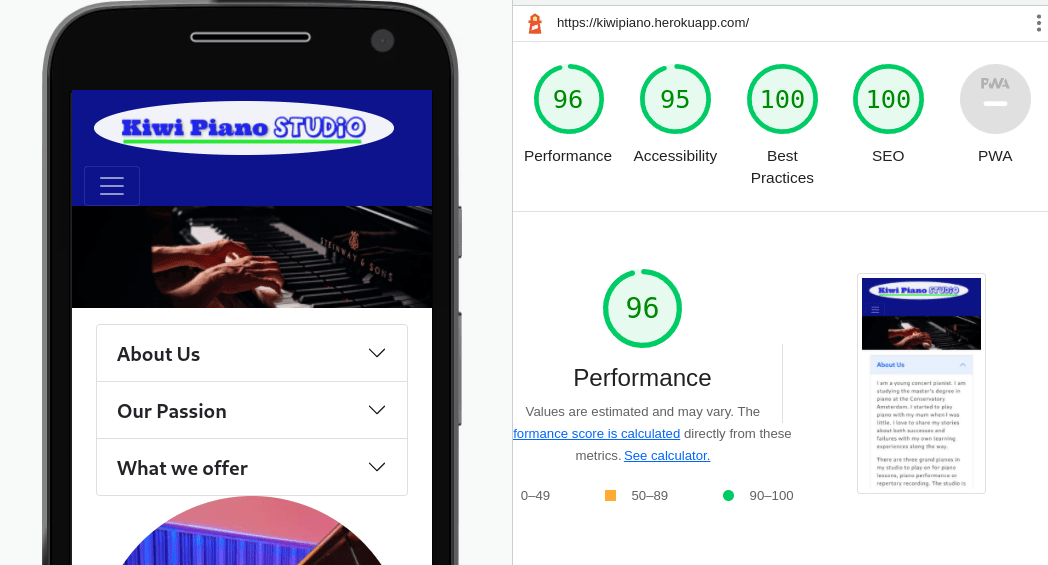 Kiwi Piano STUDiO
STEINWAY & SONS
About Us
Our Passion
What we offer
https://kiwipiano.herokuapp.com/
96
95
100
100
PWA
Performance
Accessibility
Best
Practices
SEO
PWA
96
Performance
Values are estimated and may vary. The
formance score is calculated directly from these
metrics. See calculator.
0–49
50–89
90–100
Kiwi Piano STUDiO
About Us
I am a young concert pianist. I am
studying the master's degree in
piano at the Conservatory
Amsterdam. I started to play
piano with my mam when I was
little. I love to share my stories
about both successes and
failures with my own learning
experiences along the way.
There are three grand pianos in
my studio to play on for piano
lessons, piano performance or
repertory recording. The studio is